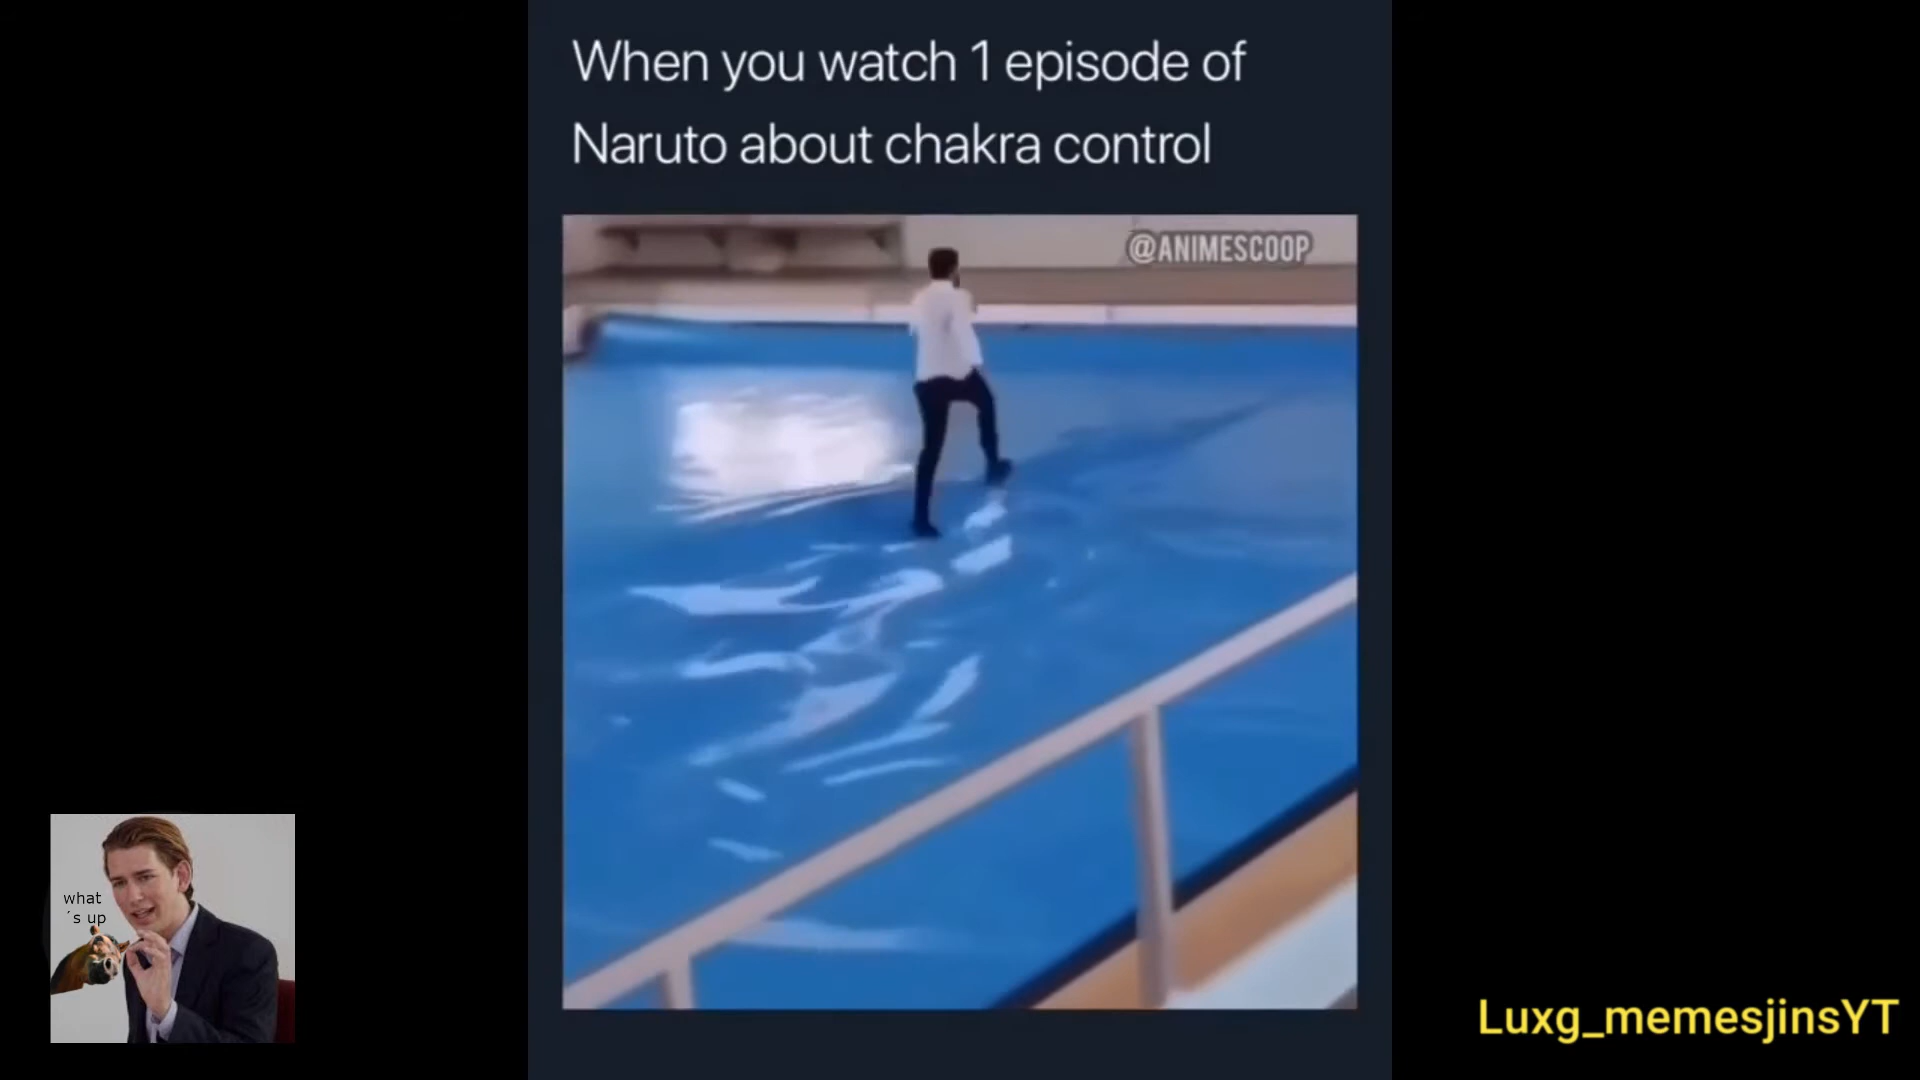 When you watch 1 episode of
Naruto about chakra control
@ANIMESCOOP
what
´s up
Luxg_memesjinsYT